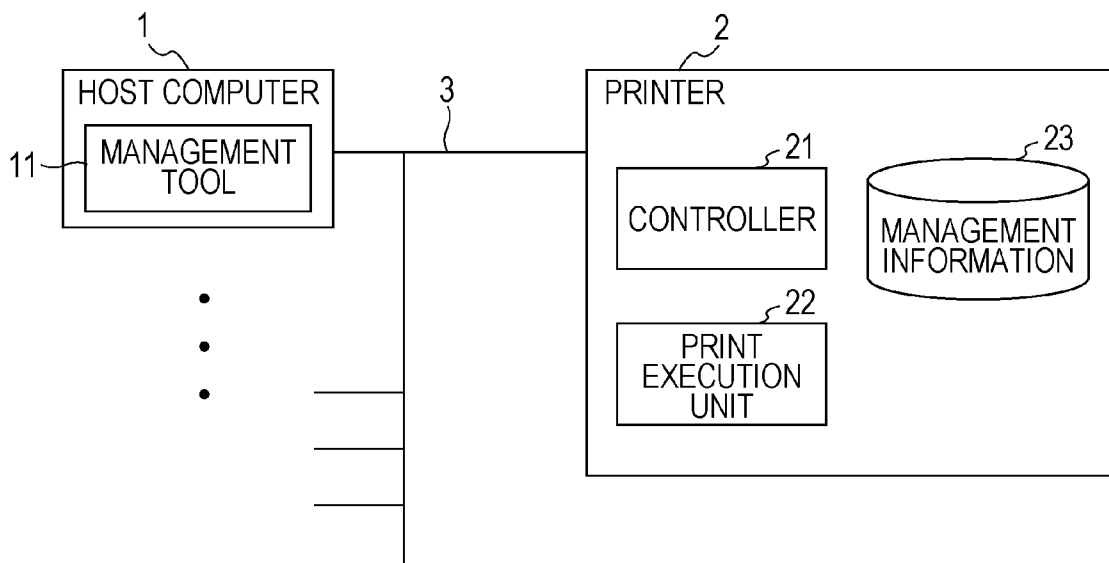 1
HOST COMPUTER
11
MANAGEMENT
TOOL
3
2
PRINTER
21
CONTROLLER
23
MANAGEMENT
INFORMATION
22
PRINT
EXECUTION
UNIT